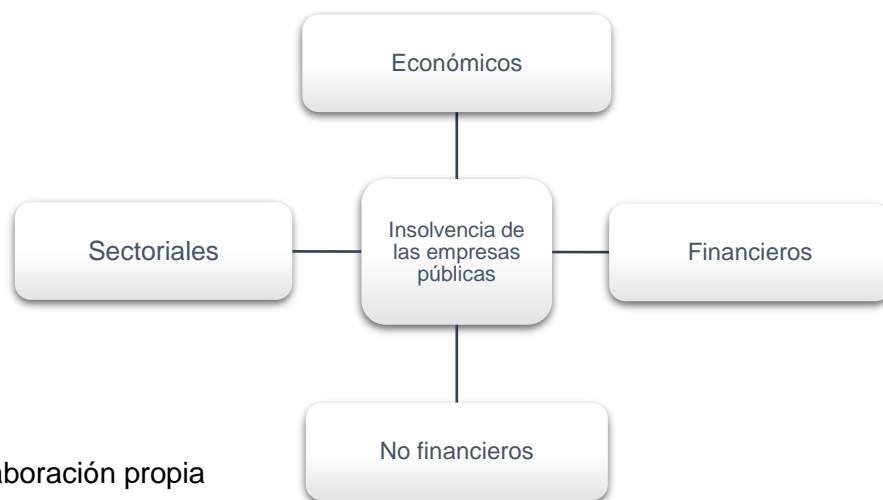 Económicos
Sectoriales
Insolvencia de
las empresas
públicas
Financieros
No financieros
aboración propia